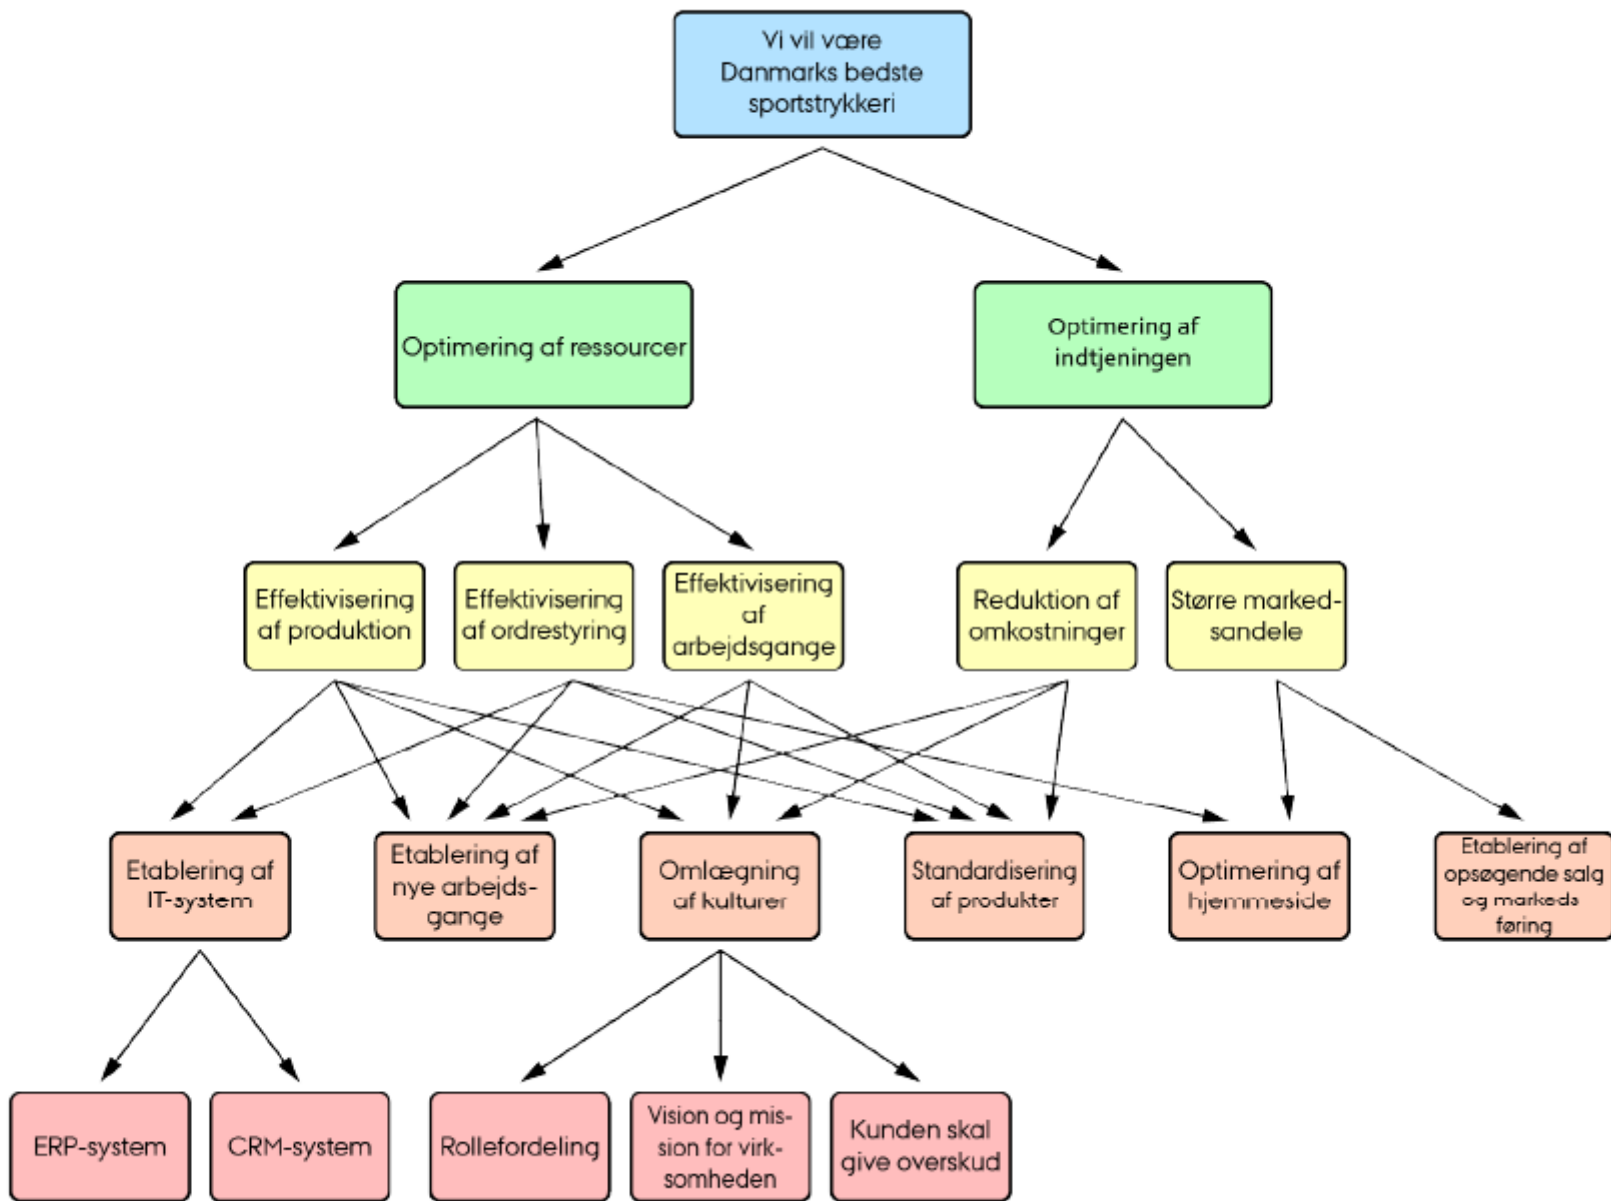 Vi vil være
Danmarks bedste
sportstrykkeri
Optimering af ressourcer
Optimering af
indtjeningen
Effektivisering
af produktion
Effektivisering
af ordrestyring
Effektivisering
af
arbejdsgange
Reduktion af
omkostninger
Større marked-
sandele
Etablering af
IT-system
Etablering af
nye arbejds-
gange
Omlægning
af kulturer
Standardisering
af produkter
Optimering af
hjemmeside
Etablering af
opsøgende salg
og markeds
føring
ERP-system
CRM-system
Rollefordeling
Vision og mis-
sion for virk-
somheden
Kunden skal
give overskud